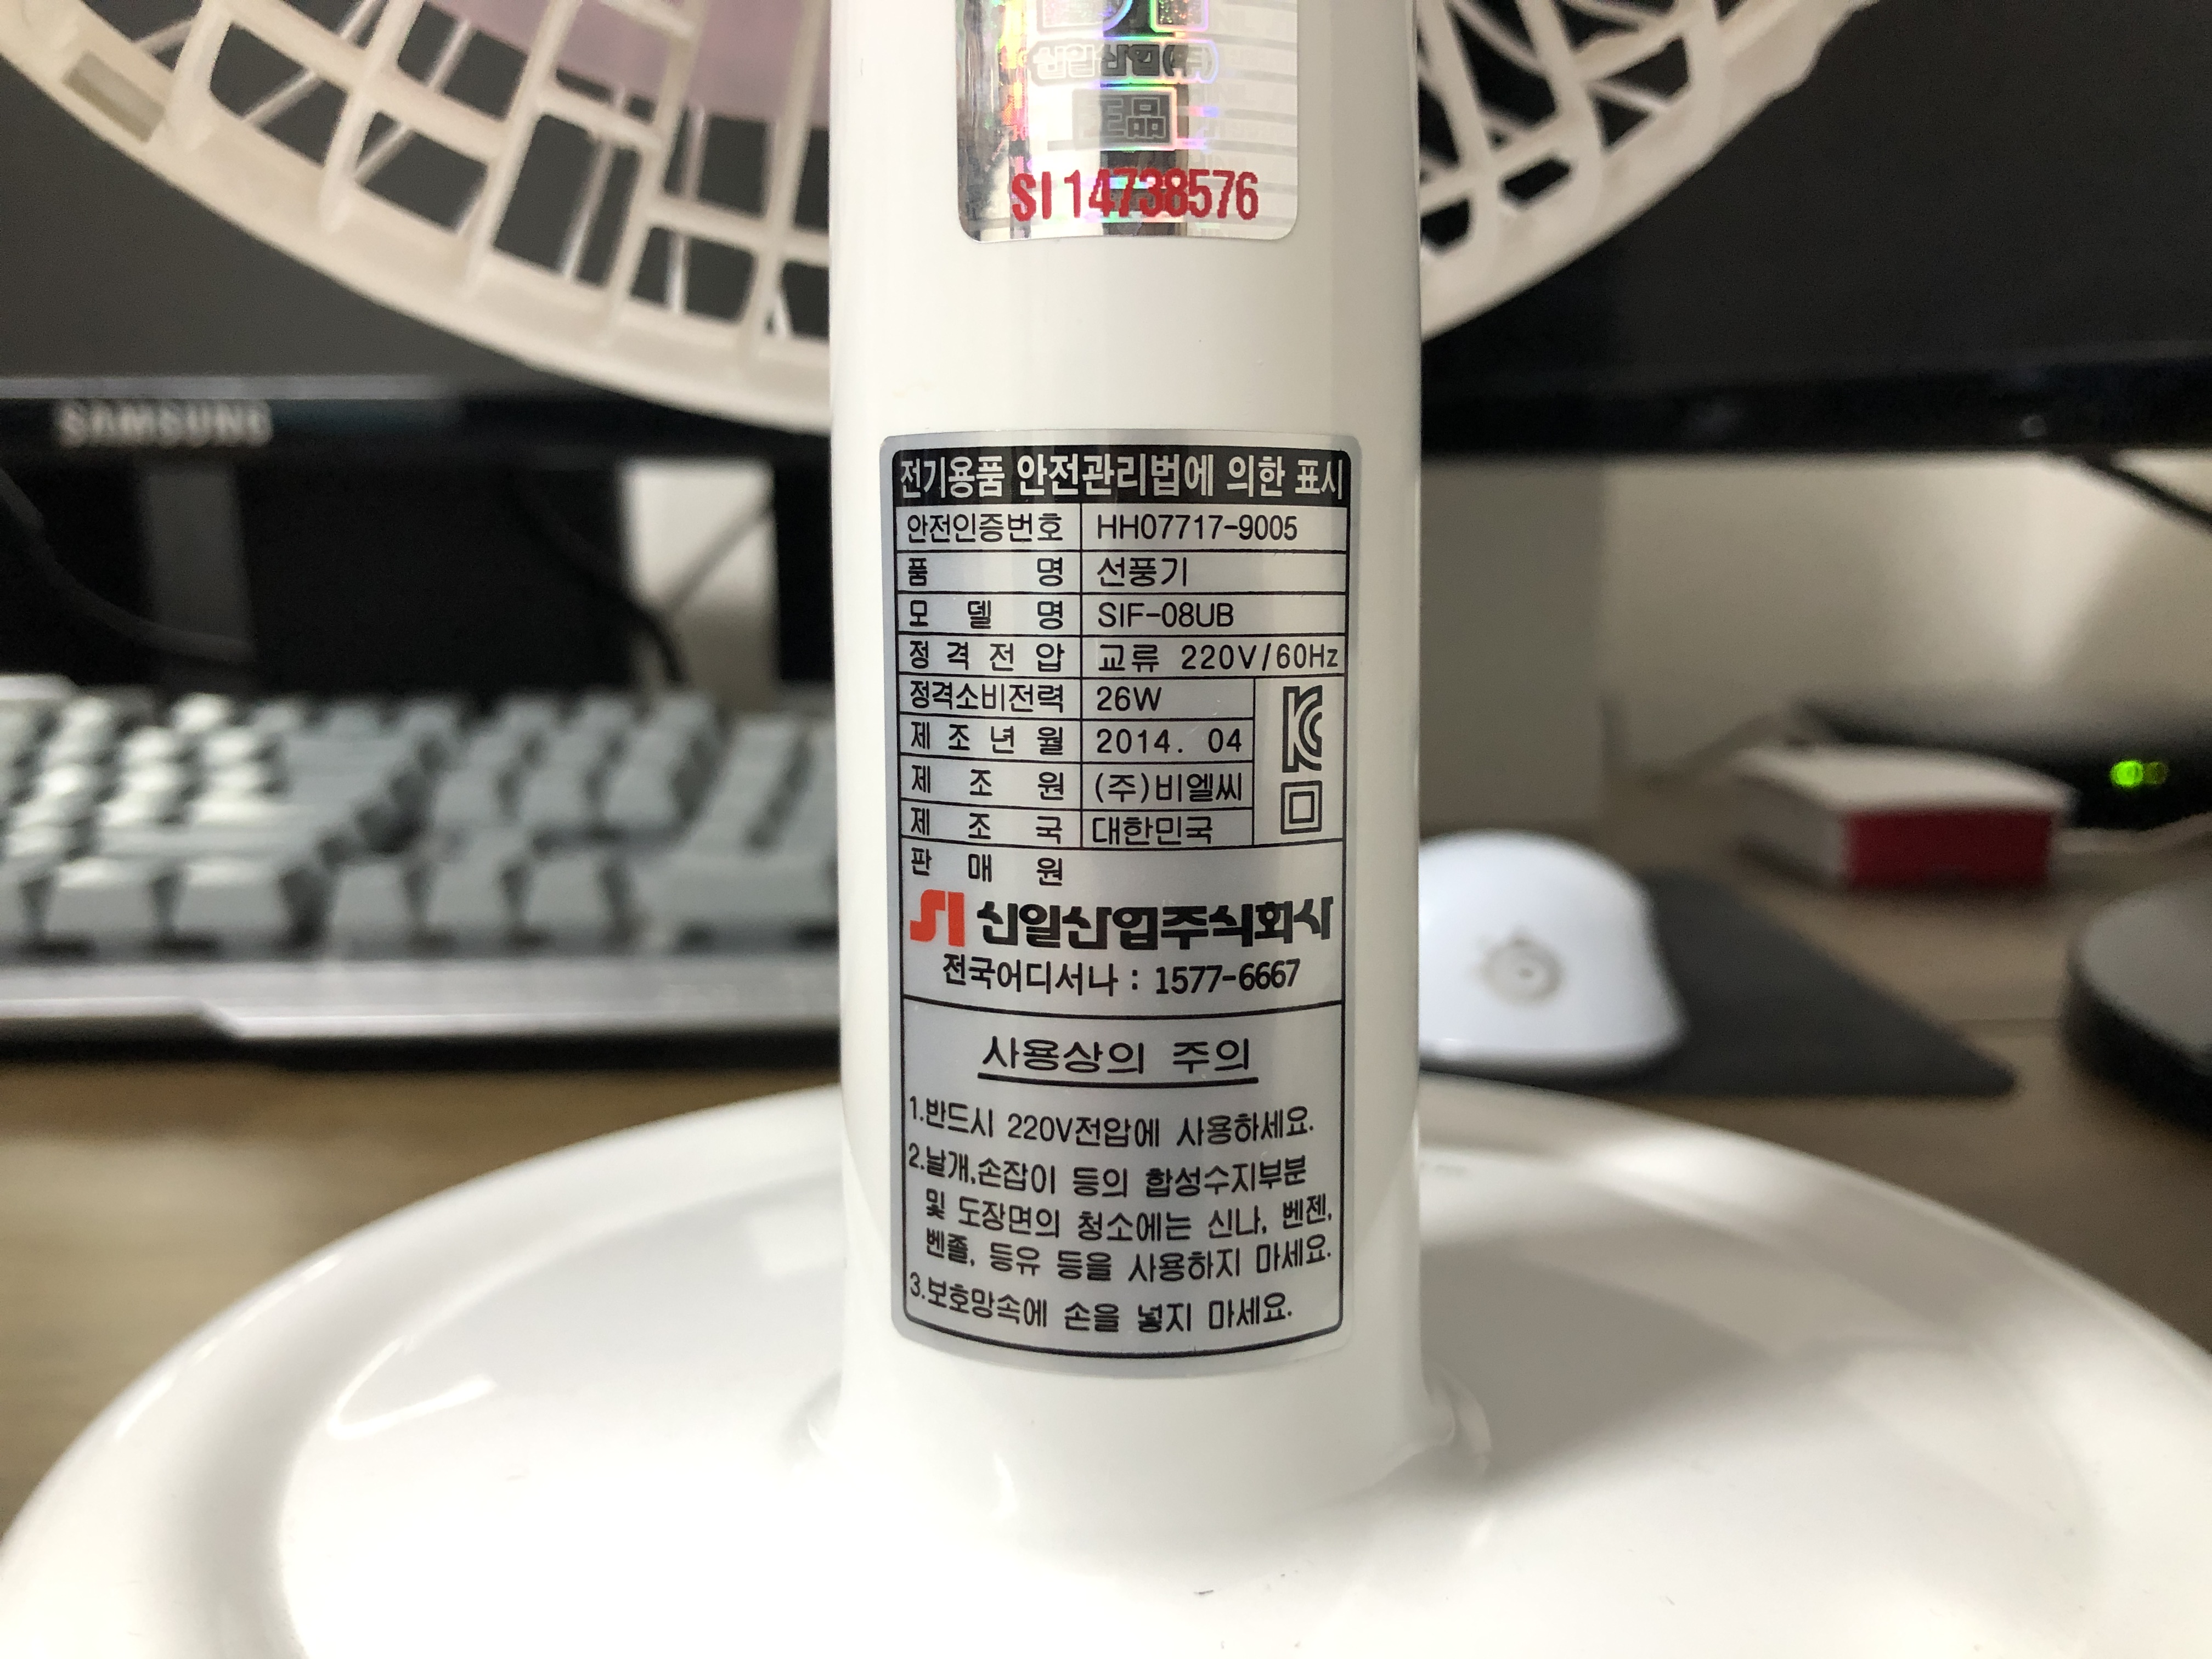 신일산업(주)
正品
SI 14738576
SAMSUNG
전기용품 안전관리법에 의한 표시
안전인증번호 HH07717-9005
품 명 선풍기
모 델 명 SIF-08UB
정 격 전 압 교류 220V/60Hz
정격소비전력 26W
제 조 년 월 2014. 04
제 조 원 (주)비엘씨
제 조 국 대한민국
판 매 원
SI 신일산업주식회사
전국어디서나 : 1577-6667
사용상의 주의
1.반드시 220V전압에 사용하세요.
2.날개,손잡이 등의 합성수지부분
및 도장면의 청소에는 신나, 벤젠,
벤졸, 등유 등을 사용하지 마세요.
3.보호망속에 손을 넣지 마세요.